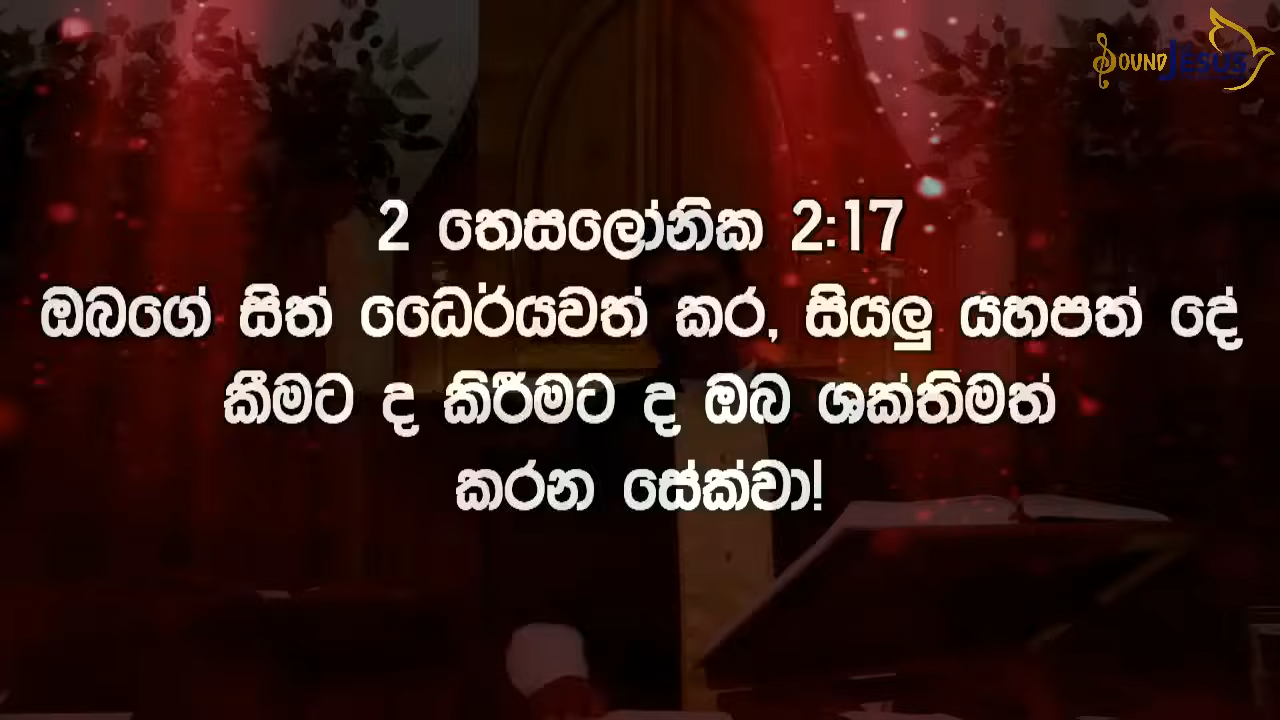 SOUND JESUS
2 තෙසලෝනික 2:17
ඔබගේ සිත් ධෛර්යවත් කර, සියලු යහපත් දේ
කීමට ද කිරීමට ද ඔබ ශක්තිමත්
කරන සේක්වා!